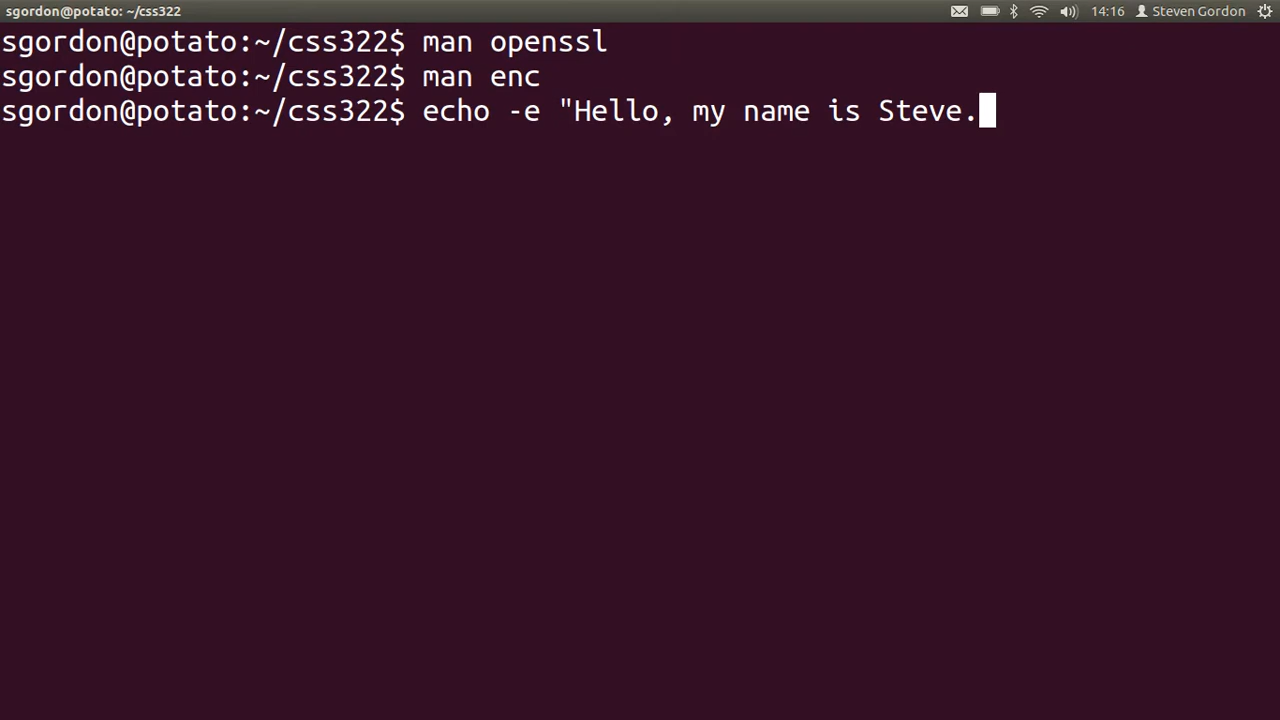 sgordon@potato: ~/css322 14:16 Steven Gordon
sgordon@potato:~/css322$ man openssl
sgordon@potato:~/css322$ man enc
sgordon@potato:~/css322$ echo -e "Hello, my name is Steve.